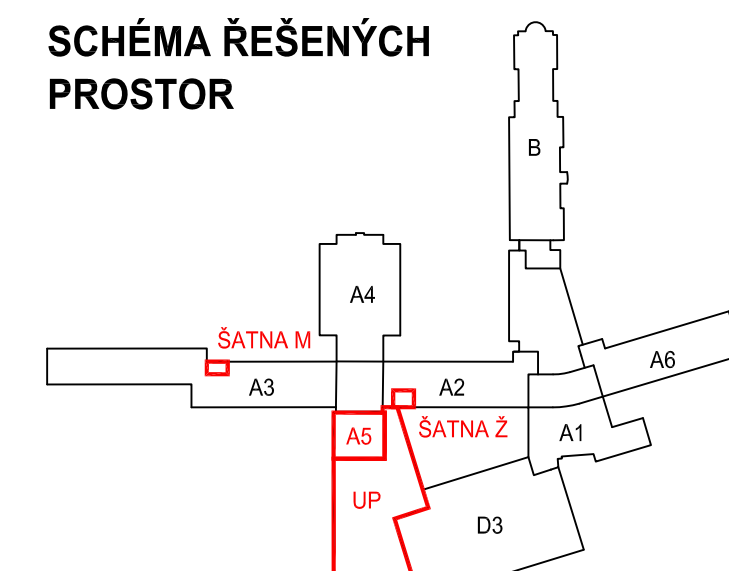 SCHÉMA ŘEŠENÝCH
PROSTOR
B
A4
ŠATNA M
A6
A3
A2
ŠATNA Ž
A5
A1
UP
D3